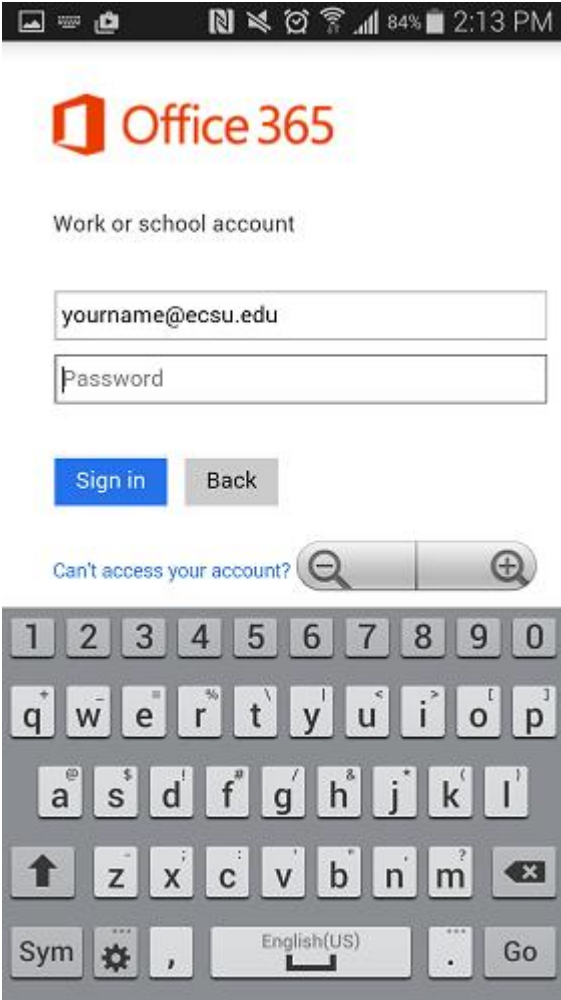 84% 2:13 PM
Office 365
Work or school account
yourname@ecsu.edu
Password
Sign in Back
Can't access your account?
1 2 3 4 5 6 7 8 9 0
+ _ = % \ | < > [ ]
q w e r t y u i o p
@ $ ! # / & * ( )
a s d f g h j k l
- ; : ' " , ?
z x c v b n m
Sym , English(US) . Go